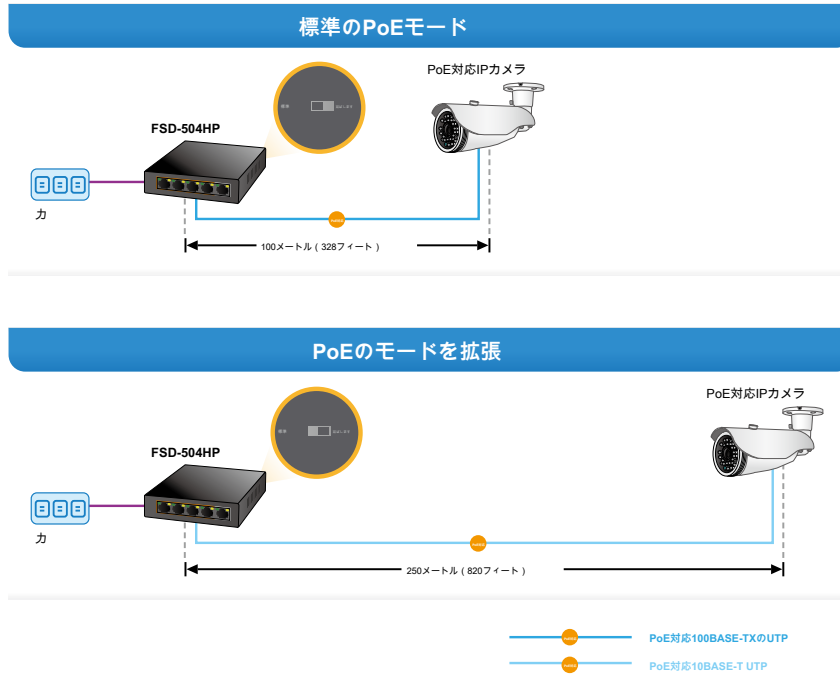 標準のPoEモード
PoE対応IPカメラ
標準
FSD-504HP
力
100メートル ( 328フィート )
PoEのモードを拡張
PoE対応IPカメラ
標準
FSD-504HP
力
250メートル ( 820フィート )
PoE対応100BASE-TXのUTP
PoE対応10BASE-T UTP